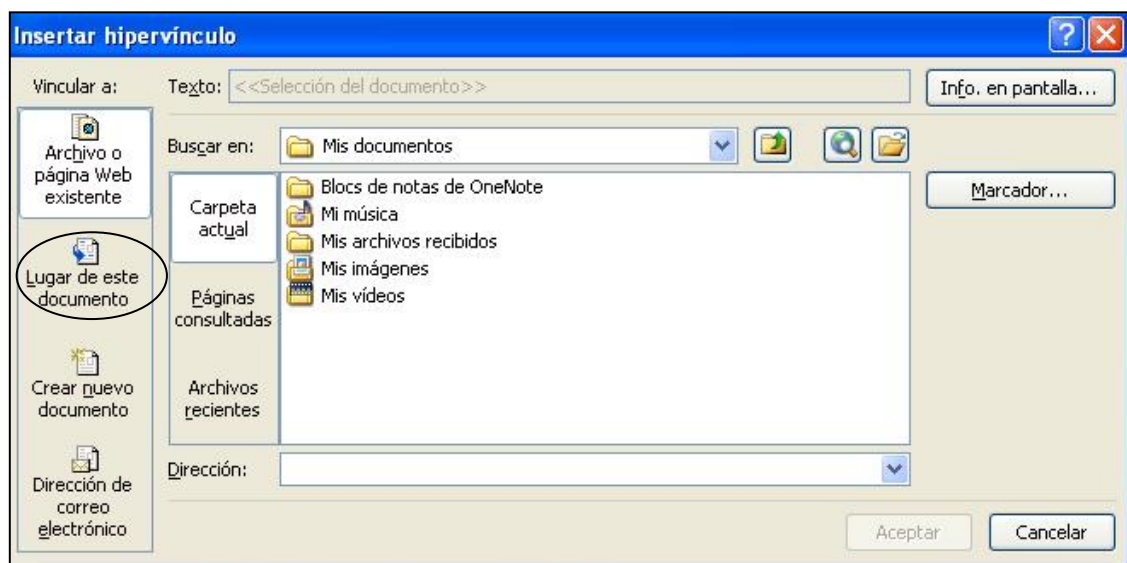 Insertar hipervínculo
Vincular a:
Texto: <<Selección del documento>>
Info. en pantalla...
Archivo o
página Web
existente
Lugar de este
documento
Crear nuevo
documento
Dirección de
correo
electrónico
Buscar en: Mis documentos
Carpeta
actual
Páginas
consultadas
Archivos
recientes
Blocs de notas de OneNote
Mi música
Mis archivos recibidos
Mis imágenes
Mis vídeos
Marcador...
Dirección:
Aceptar
Cancelar